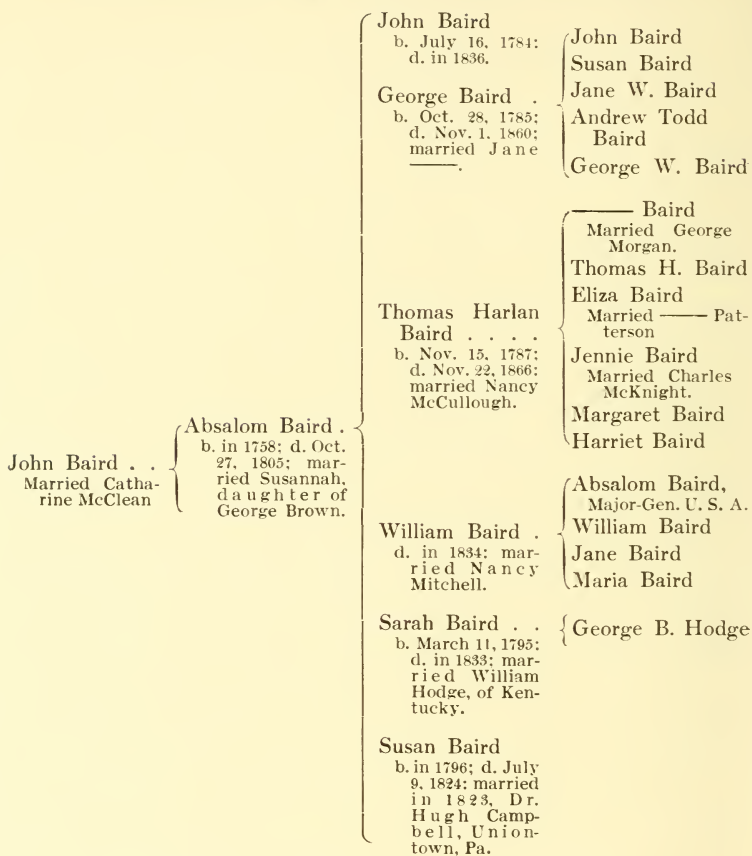 John Baird . .
Married Catha-
rine McClean
Absalom Baird .
b. in 1758; d. Oct.
27, 1805; mar-
ried Susannah,
daughter of
George Brown.
John Baird
b. July 16, 1784;
d. in 1836.
George Baird .
b. Oct. 28, 1785;
d. Nov. 1, 1860;
married Jane
——.
John Baird
Susan Baird
Jane W. Baird
Andrew Todd
Baird
George W. Baird
Thomas Harlan
Baird . . . .
b. Nov. 15, 1787;
d. Nov. 22, 1866;
married Nancy
McCullough.
—— Baird
Married George
Morgan.
Thomas H. Baird
Eliza Baird
Married —— Pat-
terson
Jennie Baird
Married Charles
McKnight.
Margaret Baird
Harriet Baird
William Baird .
d. in 1834; mar-
ried Nancy
Mitchell.
Absalom Baird,
Major-Gen. U. S. A.
William Baird
Jane Baird
Maria Baird
Sarah Baird . .
b. March 11, 1795;
d. in 1833; mar-
ried William
Hodge, of Ken-
tucky.
George B. Hodge
Susan Baird
b. in 1796; d. July
9, 1824; married
in 1823, Dr.
Hugh Camp-
bell, Union-
town, Pa.